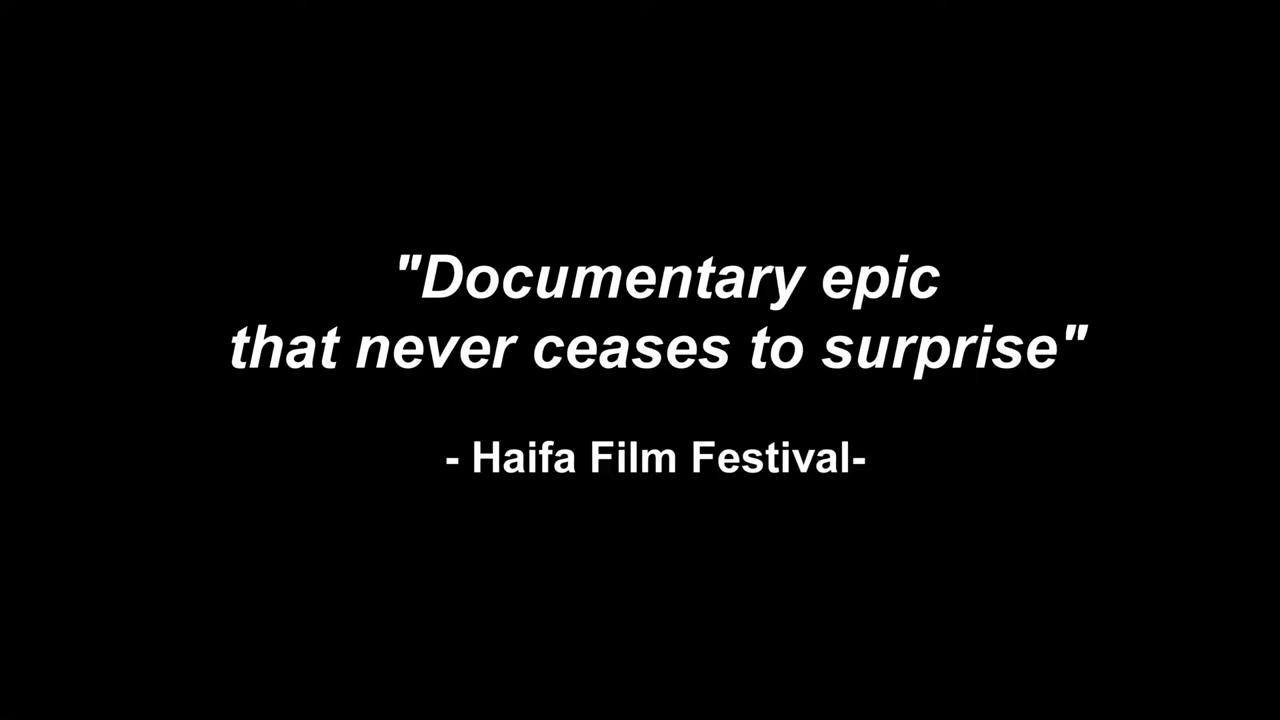 "Documentary epic
that never ceases to surprise"
- Haifa Film Festival-